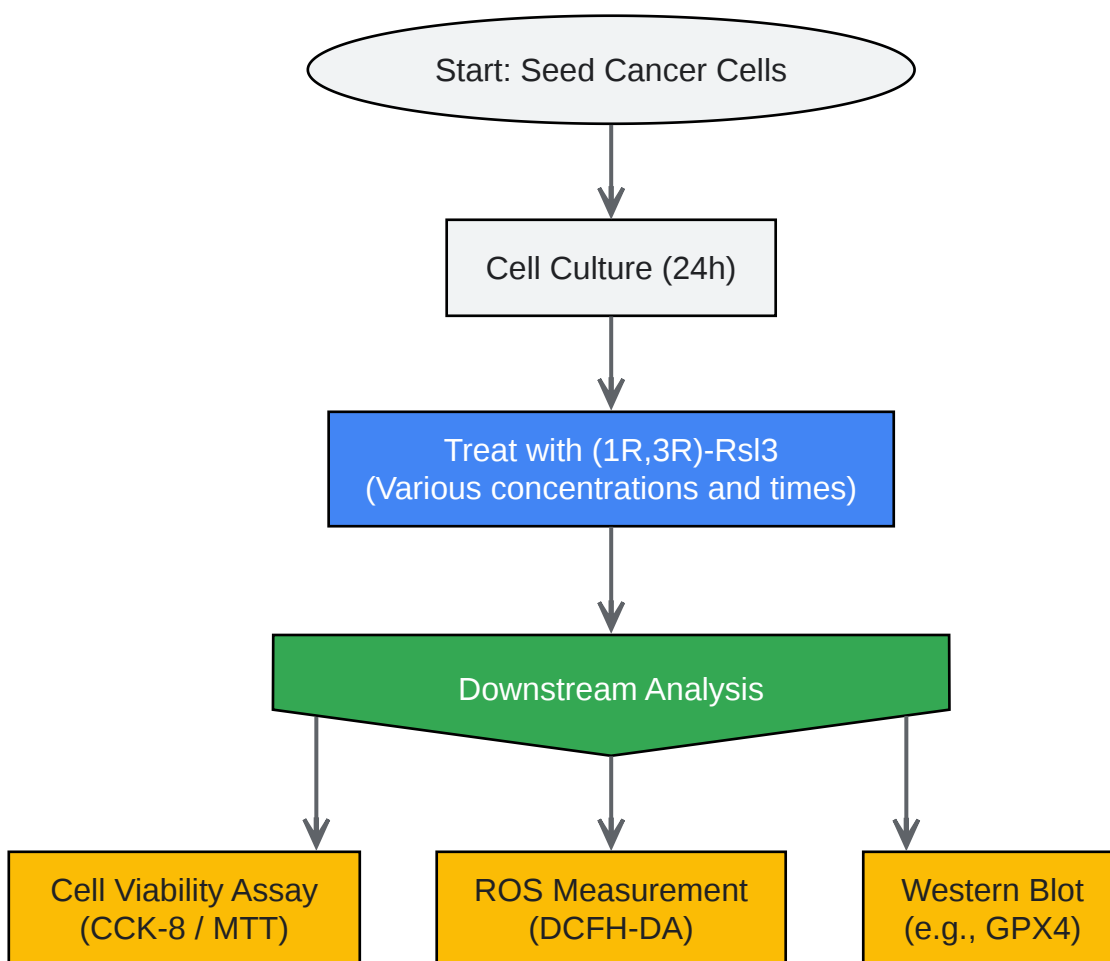 Start: Seed Cancer Cells
Cell Culture (24h)
Treat with (1R,3R)-Rsl3
(Various concentrations and times)
Downstream Analysis
Cell Viability Assay
(CCK-8 / MTT)
ROS Measurement
(DCFH-DA)
Western Blot
(e.g., GPX4)